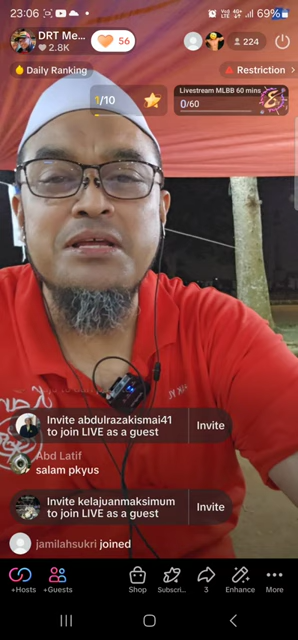 23:06
Vo))
4G+
69%
DRT Me...
2.8K
56
224
Daily Ranking
Restriction >
1/10
Livestream MLBB 60 mins
0/60
Invite abdulrazakismai41
to join LIVE as a guest
Invite
Abd Latif
salam pkyus
Invite kelajuanmaksimum
to join LIVE as a guest
Invite
jamilahsukri joined
+Hosts
+Guests
Shop
Subscri...
3
Enhance
More